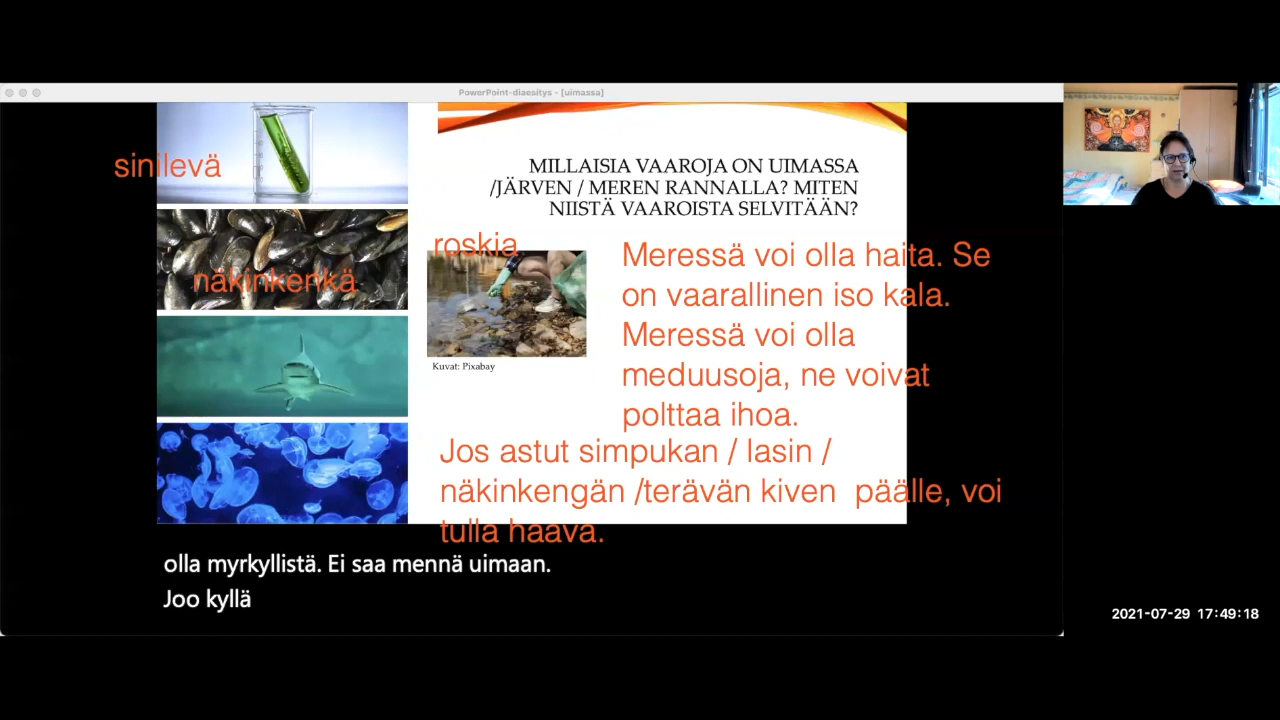 PowerPoint-diaesitys - [uimassa]
sinilevä
näkinkenkä
MILLAISIA VAAROJA ON UIMASSA
/JÄRVEN / MEREN RANNALLA? MITEN
NIISTÄ VAAROISTA SELVITÄÄN?
roskia
Kuvat: Pixabay
Meressä voi olla haita. Se
on vaarallinen iso kala.
Meressä voi olla
meduusoja, ne voivat
polttaa ihoa.
Jos astut simpukan / lasin /
näkinkengän /terävän kiven päälle, voi
tulla haava.
olla myrkyllistä. Ei saa mennä uimaan.
Joo kyllä
2021-07-29 17:49:18